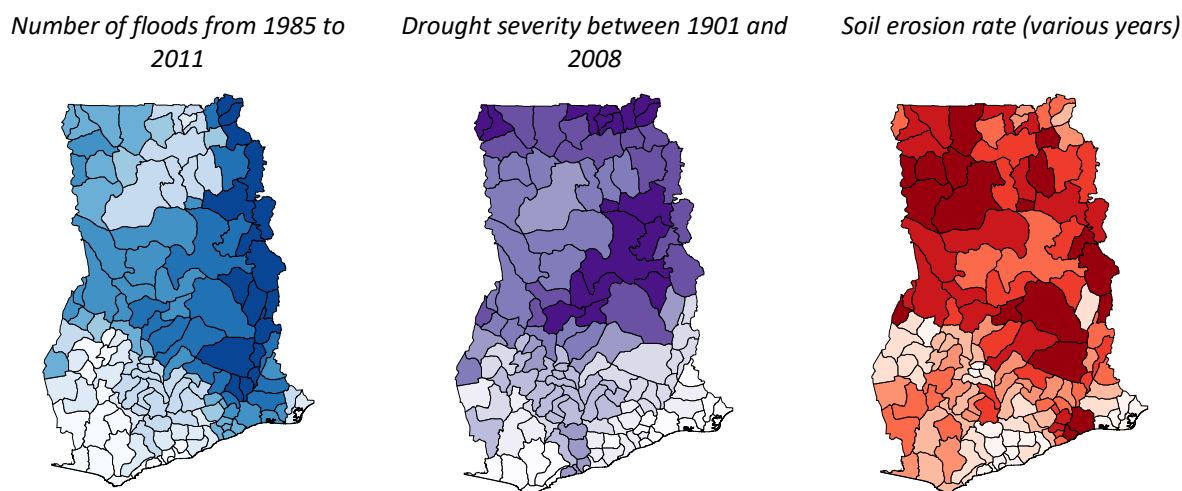 Number of floods from 1985 to
2011
Drought severity between 1901 and
2008
Soil erosion rate (various years)